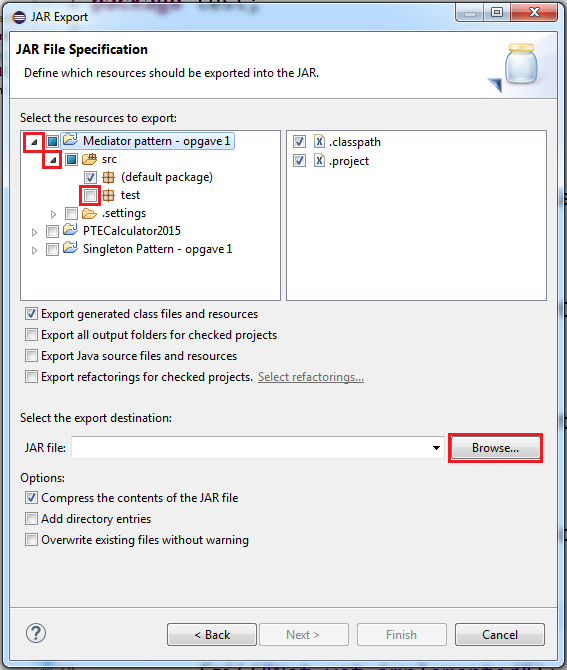 JAR Export
JAR File Specification
Define which resources should be exported into the JAR.
Select the resources to export:
Mediator pattern - opgave 1
src
(default package)
test
.settings
PTECalculator2015
Singleton Pattern - opgave 1
.classpath
.project
Export generated class files and resources
Export all output folders for checked projects
Export Java source files and resources
Export refactorings for checked projects. Select refactorings...
Select the export destination:
JAR file:
Browse...
Options:
Compress the contents of the JAR file
Add directory entries
Overwrite existing files without warning
? < Back Next > Finish Cancel